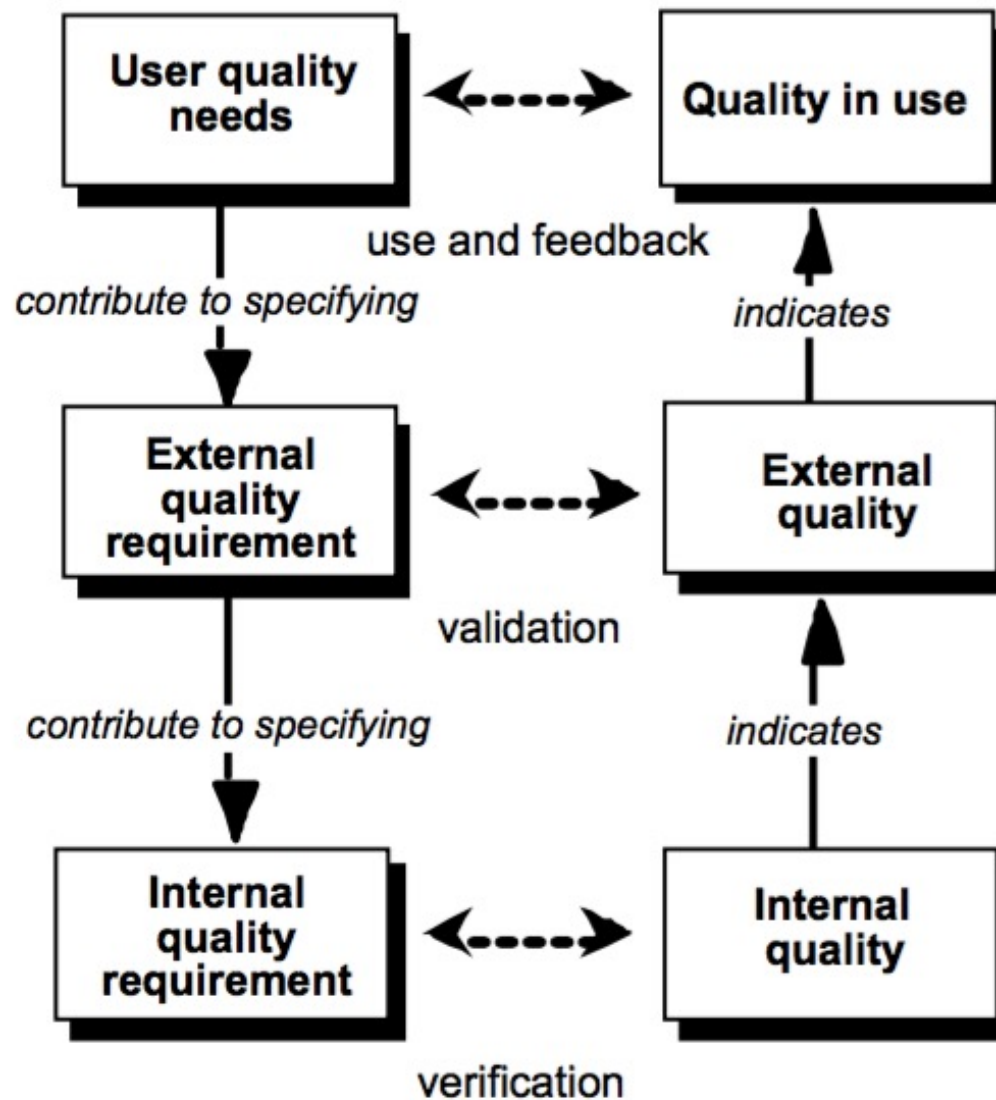 User quality
needs
Quality in use
use and feedback
contribute to specifying
indicates
External
quality
requirement
External
quality
validation
contribute to specifying
indicates
Internal
quality
requirement
Internal
quality
verification